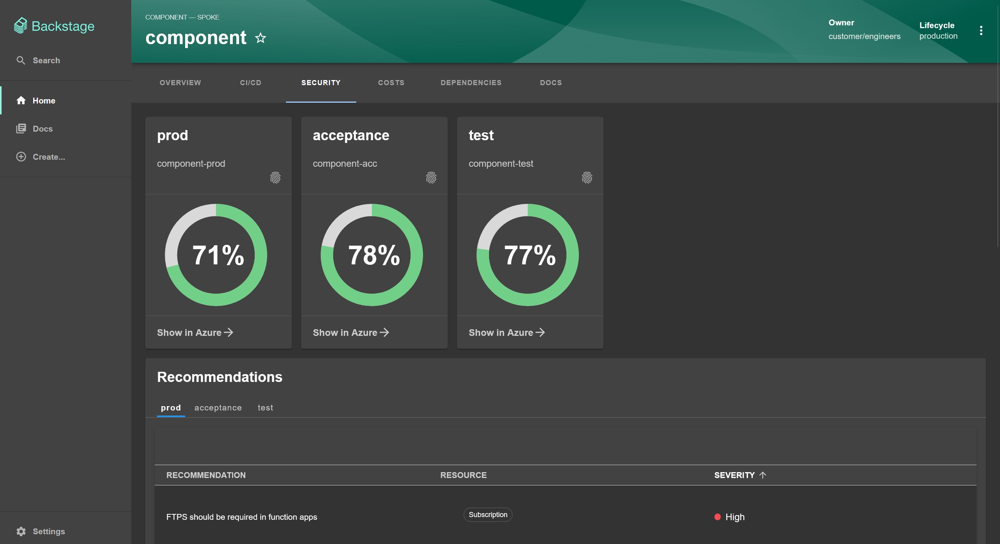 Backstage
Search
Home
Docs
Create...
Settings
COMPONENT — SPOKE
component
Owner
customer/engineers
Lifecycle
production
OVERVIEW
CI/CD
SECURITY
COSTS
DEPENDENCIES
DOCS
prod
component-prod
71%
Show in Azure
acceptance
component-acc
78%
Show in Azure
test
component-test
77%
Show in Azure
Recommendations
prod
acceptance
test
RECOMMENDATION
RESOURCE
SEVERITY
FTPS should be required in function apps
Subscription
High